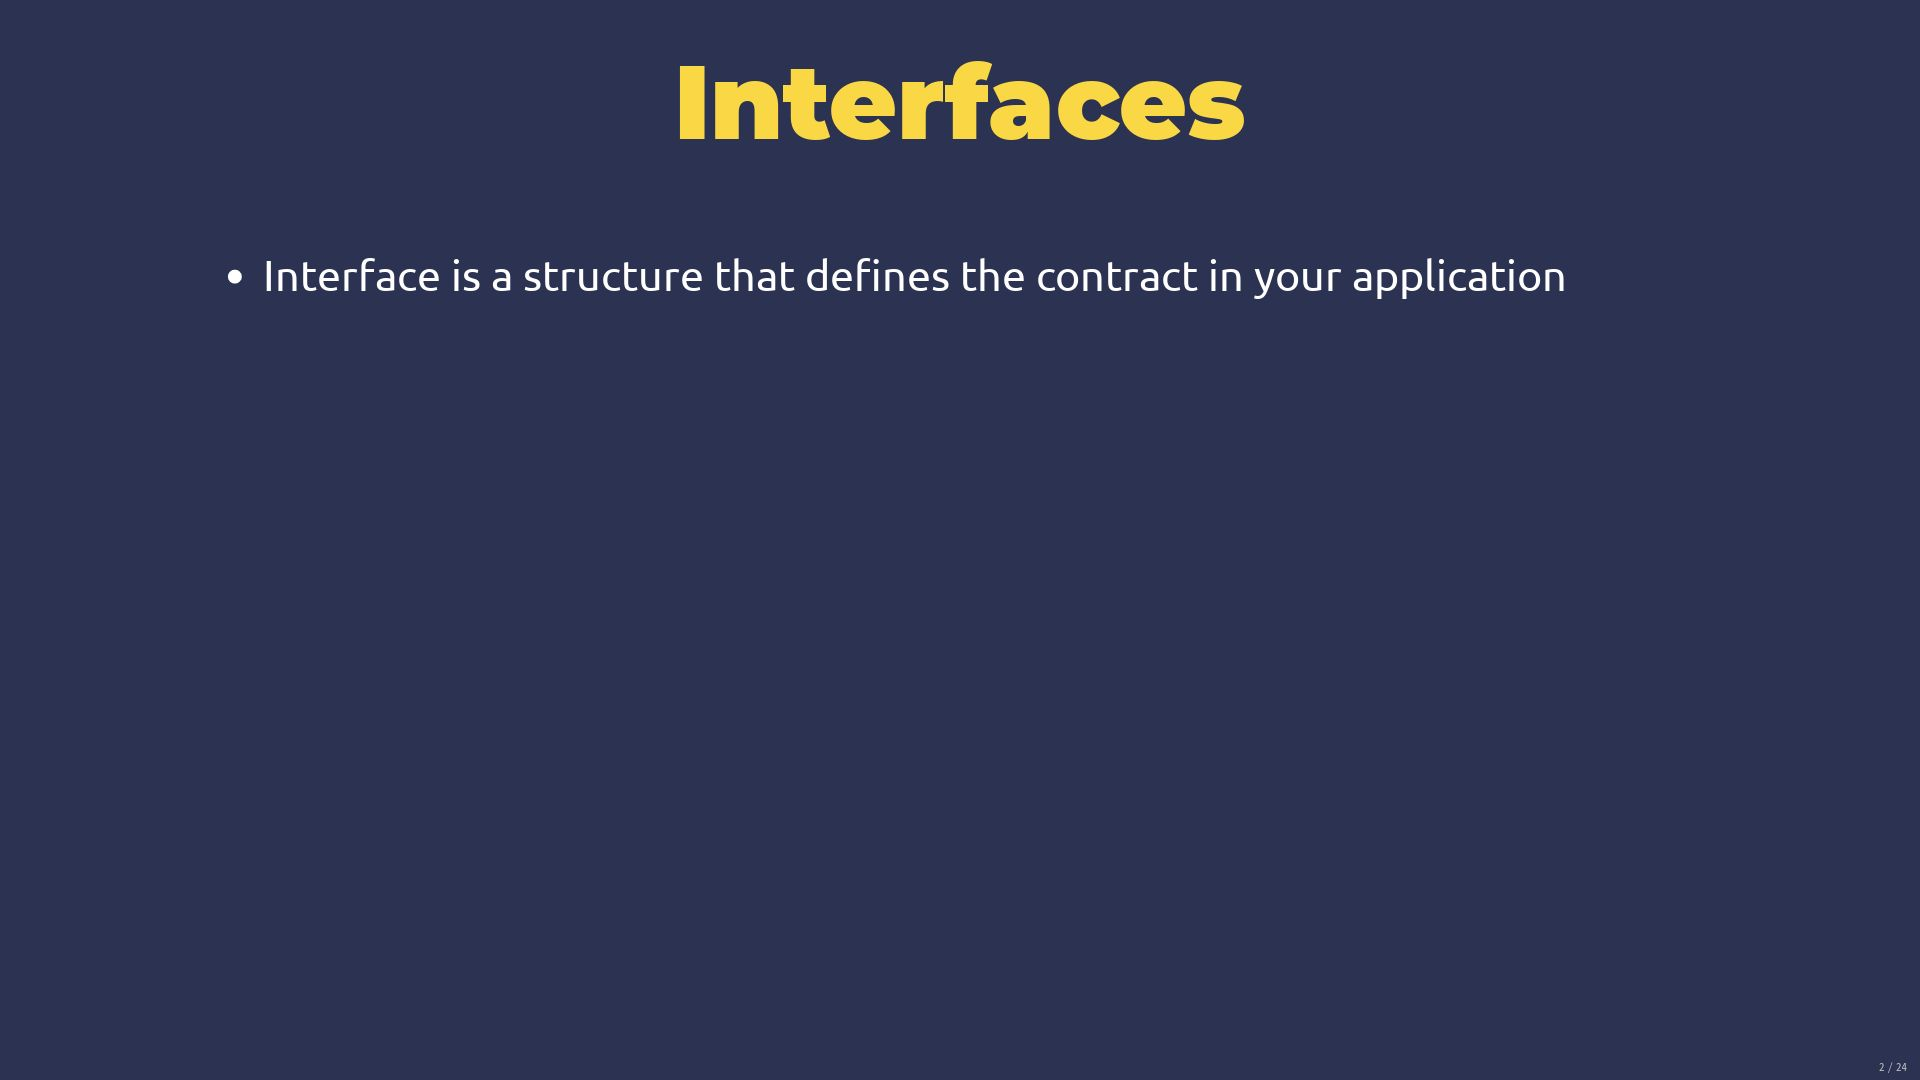 Interfaces
• Interface is a structure that defines the contract in your application
2 / 24